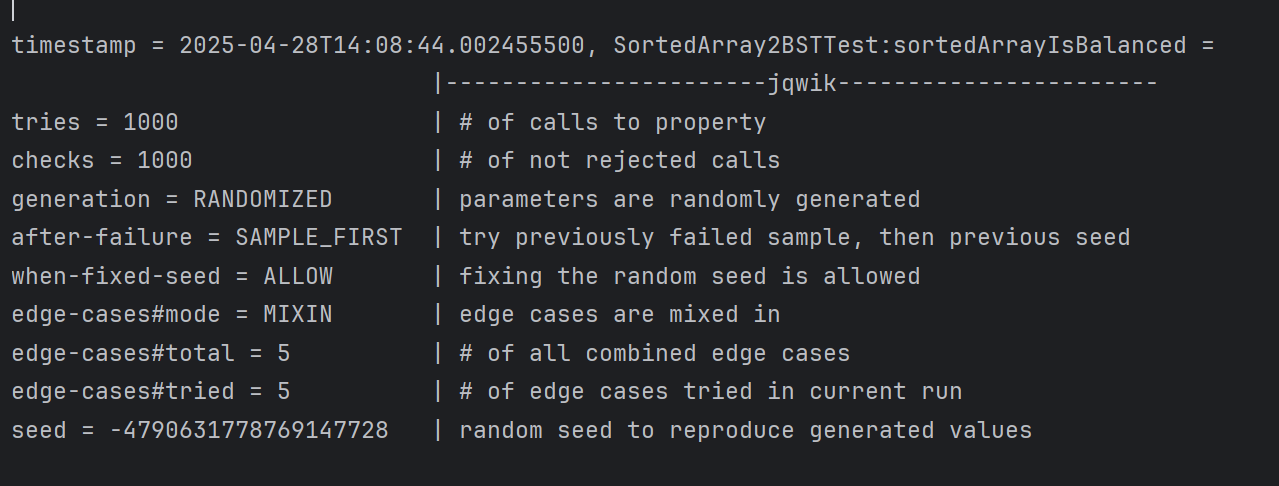 timestamp = 2025-04-28T14:08:44.002455500, SortedArray2BSTTest:sortedArrayIsBalanced =
                              |-----------------------jqwik-----------------------
tries = 1000                  | # of calls to property
checks = 1000                 | # of not rejected calls
generation = RANDOMIZED       | parameters are randomly generated
after-failure = SAMPLE_FIRST  | try previously failed sample, then previous seed
when-fixed-seed = ALLOW       | fixing the random seed is allowed
edge-cases#mode = MIXIN       | edge cases are mixed in
edge-cases#total = 5          | # of all combined edge cases
edge-cases#tried = 5          | # of edge cases tried in current run
seed = -4790631778769147728   | random seed to reproduce generated values